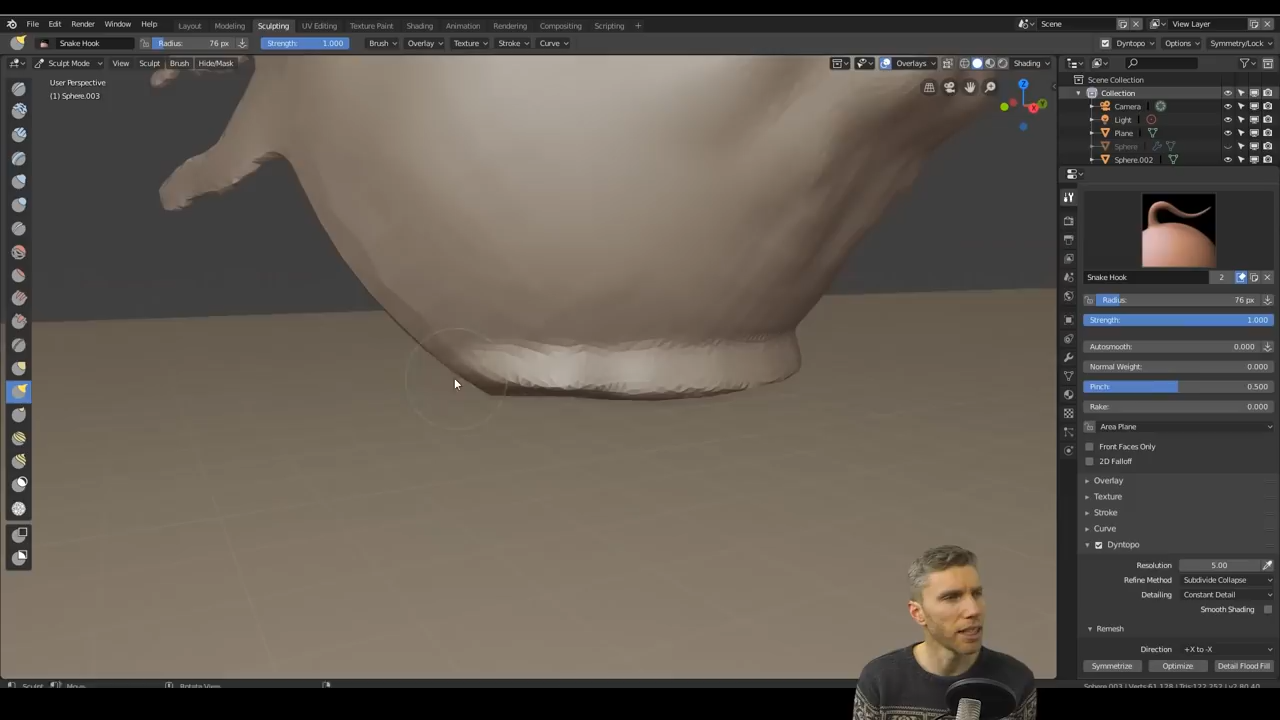 File Edit Render Window Help Layout Modeling Sculpting UV Editing Texture Paint Shading Animation Rendering Compositing Scripting + Scene View Layer
Snake Hook Radius: 76 px Strength: 1.000 Brush Overlay Texture Stroke Curve Dyntopo Options Symmetry/Lock
Sculpt Mode View Sculpt Brush Hide/Mask Overlays Shading
User Perspective
(1) Sphere.003
Z
X
Y
Scene Collection
Collection
Camera
Light
Plane
Sphere
Sphere.002
Snake Hook 2
Radius: 76 px
Strength: 1.000
Autosmooth: 0.000
Normal Weight: 0.000
Pinch: 0.500
Rake: 0.000
Area Plane
Front Faces Only
2D Falloff
Overlay
Texture
Stroke
Curve
Dyntopo
Resolution 5.00
Refine Method Subdivide Collapse
Detailing Constant Detail
Smooth Shading
Remesh
Direction +X to -X
Symmetrize Optimize Detail Flood Fill
Sculpt Move Rotate View